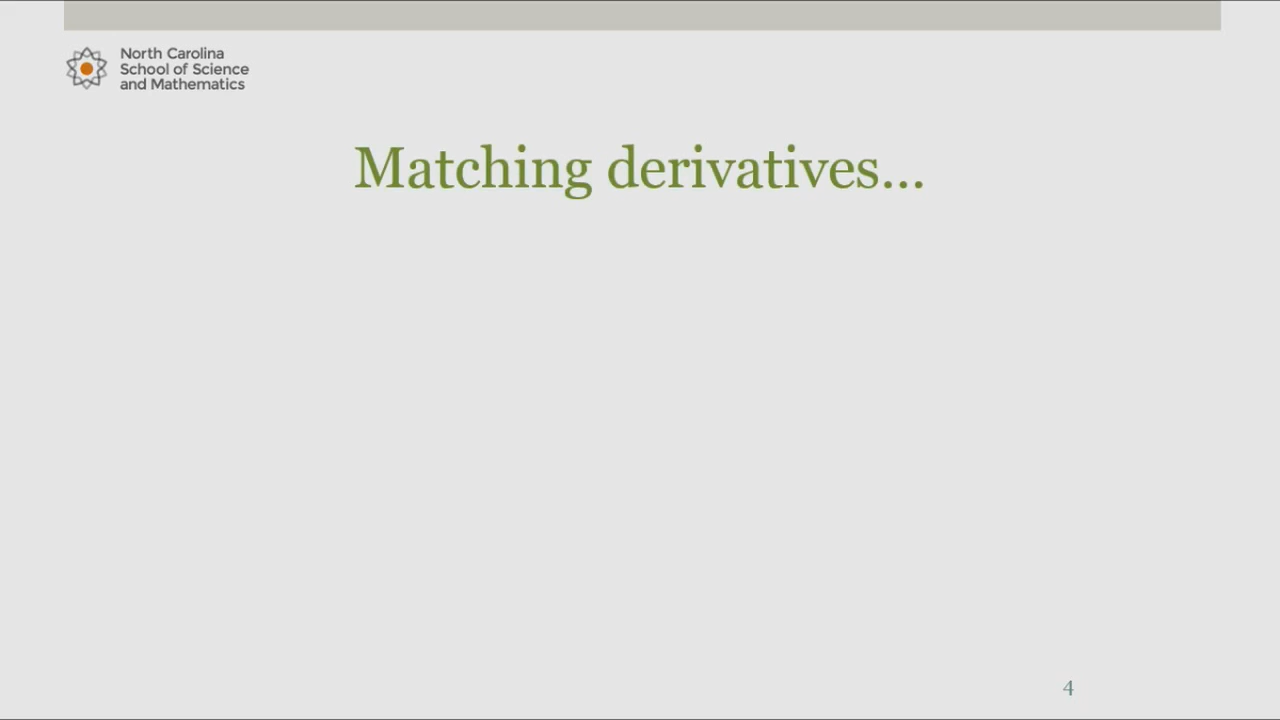 North Carolina
School of Science
and Mathematics
Matching derivatives...
4